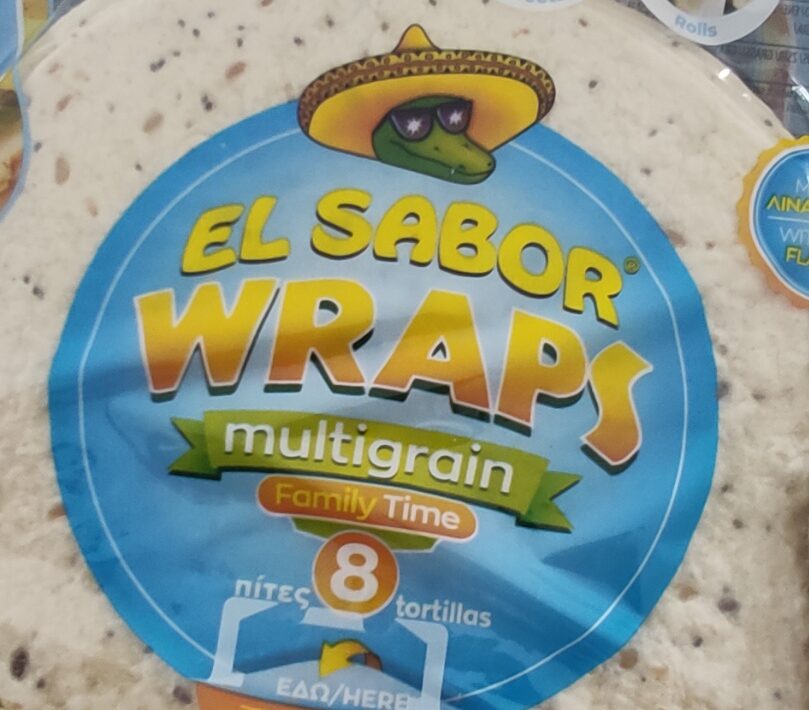 Rolls
EL SABOR®
WRAPS
multigrain
Family Time
πίτες 8 tortillas
ΕΔΩ/HERE